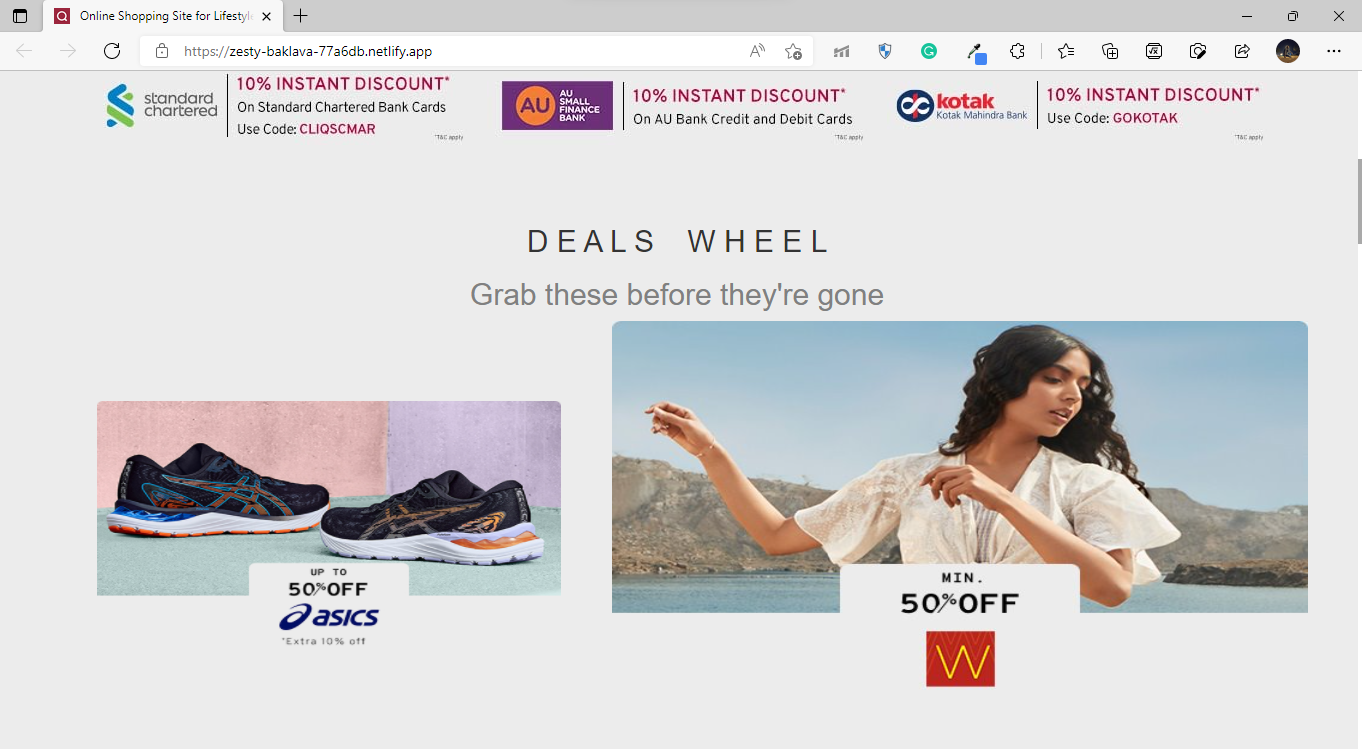 Online Shopping Site for Lifestyle
https://zesty-baklava-77a6db.netlify.app
standard
chartered
10% INSTANT DISCOUNT*
On Standard Chartered Bank Cards
Use Code: CLIQSCMAR
*T&C apply
AU
AU
SMALL
FINANCE
BANK
10% INSTANT DISCOUNT*
On AU Bank Credit and Debit Cards
*T&C apply
kotak
Kotak Mahindra Bank
10% INSTANT DISCOUNT*
Use Code: GOKOTAK
*T&C apply
DEALS WHEEL
Grab these before they're gone
UP TO
50%OFF
asics
*Extra 10% off
MIN.
50%OFF
W